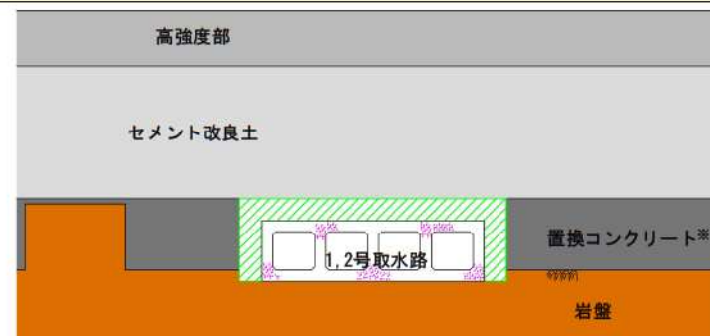 高強度部
セメント改良土
置換コンクリート※
1,2号取水路
岩盤